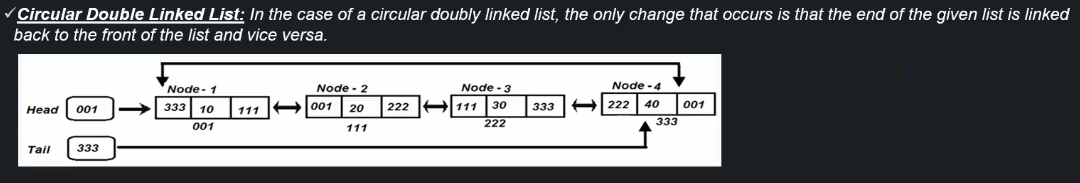 ✓Circular Double Linked List: In the case of a circular doubly linked list, the only change that occurs is that the end of the given list is linked
back to the front of the list and vice versa.
Node- 1 Node - 2 Node - 3 Node - 4
Head 001 333 10 111 001 20 222 111 30 333 222 40 001
001 111 222 333
Tail 333